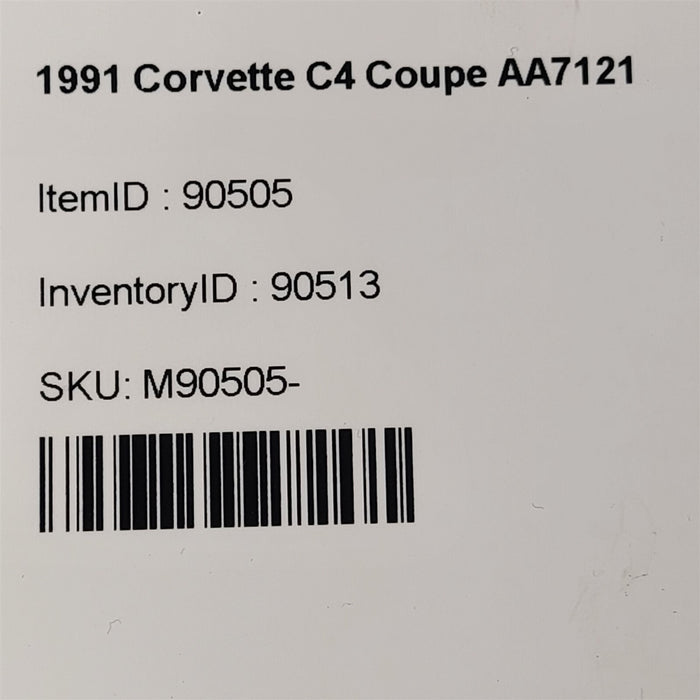 1991 Corvette C4 Coupe AA7121
ItemID : 90505
InventoryID : 90513
SKU: M90505-